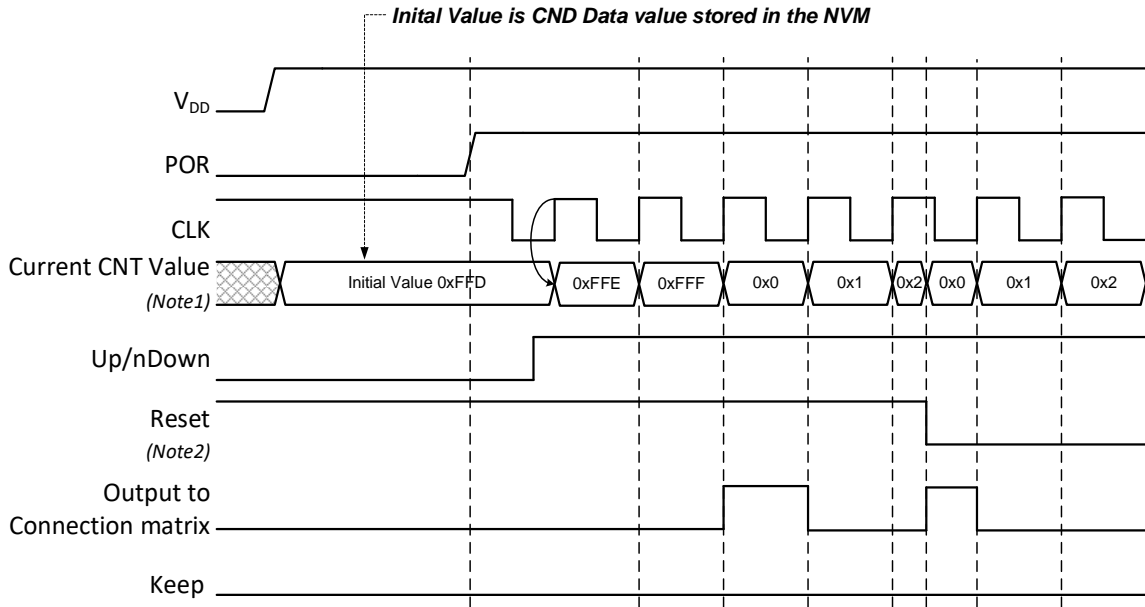 Inital Value is CND Data value stored in the NVM
VDD
POR
CLK
Current CNT Value
(Note1)
Initial Value 0xFFD 0xFFE 0xFFF 0x0 0x1 0x2 0x0 0x1 0x2
Up/nDown
Reset
(Note2)
Output to
Connection matrix
Keep